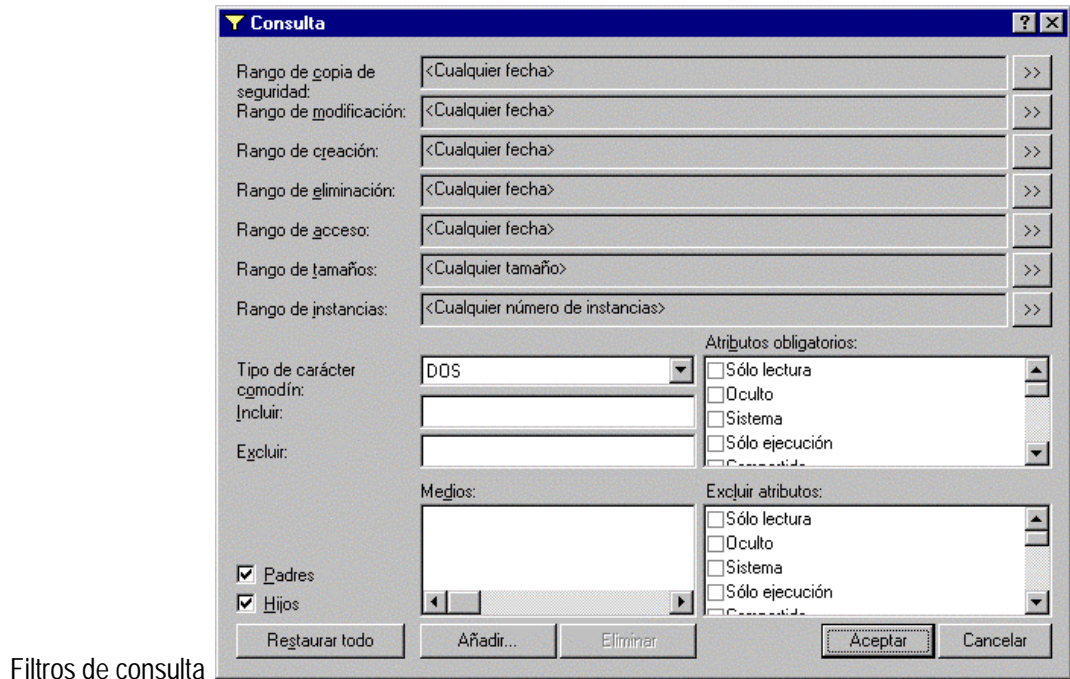 Consulta
Rango de copia de
seguridad:
<Cualquier fecha>
>>
Rango de modificación:
<Cualquier fecha>
>>
Rango de creación:
<Cualquier fecha>
>>
Rango de eliminación:
<Cualquier fecha>
>>
Rango de acceso:
<Cualquier fecha>
>>
Rango de tamaños:
<Cualquier tamaño>
>>
Rango de instancias:
<Cualquier número de instancias>
>>
Tipo de carácter
comodín:
DOS
Incluir:
Excluir:
Atributos obligatorios:
Sólo lectura
Oculto
Sistema
Sólo ejecución
Medios:
Excluir atributos:
Sólo lectura
Oculto
Sistema
Sólo ejecución
Padres
Hijos
Restaurar todo
Añadir...
Eliminar
Aceptar
Cancelar
Filtros de consulta